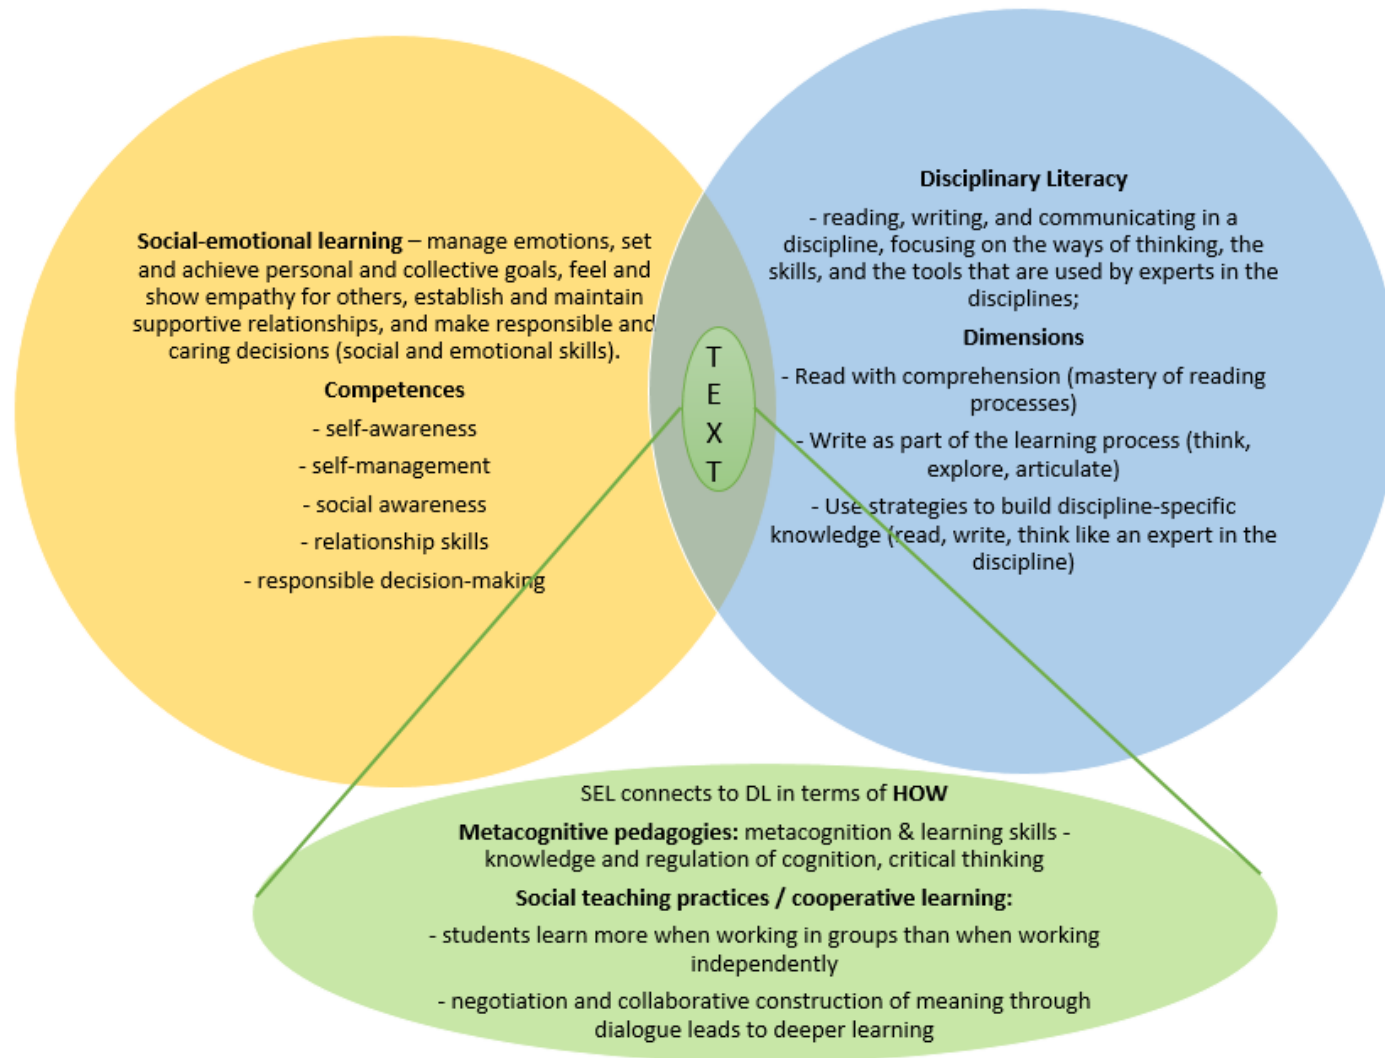 Social-emotional learning – manage emotions, set
and achieve personal and collective goals, feel and
show empathy for others, establish and maintain
supportive relationships, and make responsible and
caring decisions (social and emotional skills).
Competences
- self-awareness
- self-management
- social awareness
- relationship skills
- responsible decision-making
T
E
X
T
Disciplinary Literacy
- reading, writing, and communicating in a
discipline, focusing on the ways of thinking, the
skills, and the tools that are used by experts in the
disciplines;
Dimensions
- Read with comprehension (mastery of reading
processes)
- Write as part of the learning process (think,
explore, articulate)
- Use strategies to build discipline-specific
knowledge (read, write, think like an expert in the
discipline)
SEL connects to DL in terms of HOW
Metacognitive pedagogies: metacognition & learning skills -
knowledge and regulation of cognition, critical thinking
Social teaching practices / cooperative learning:
- students learn more when working in groups than when working
independently
- negotiation and collaborative construction of meaning through
dialogue leads to deeper learning